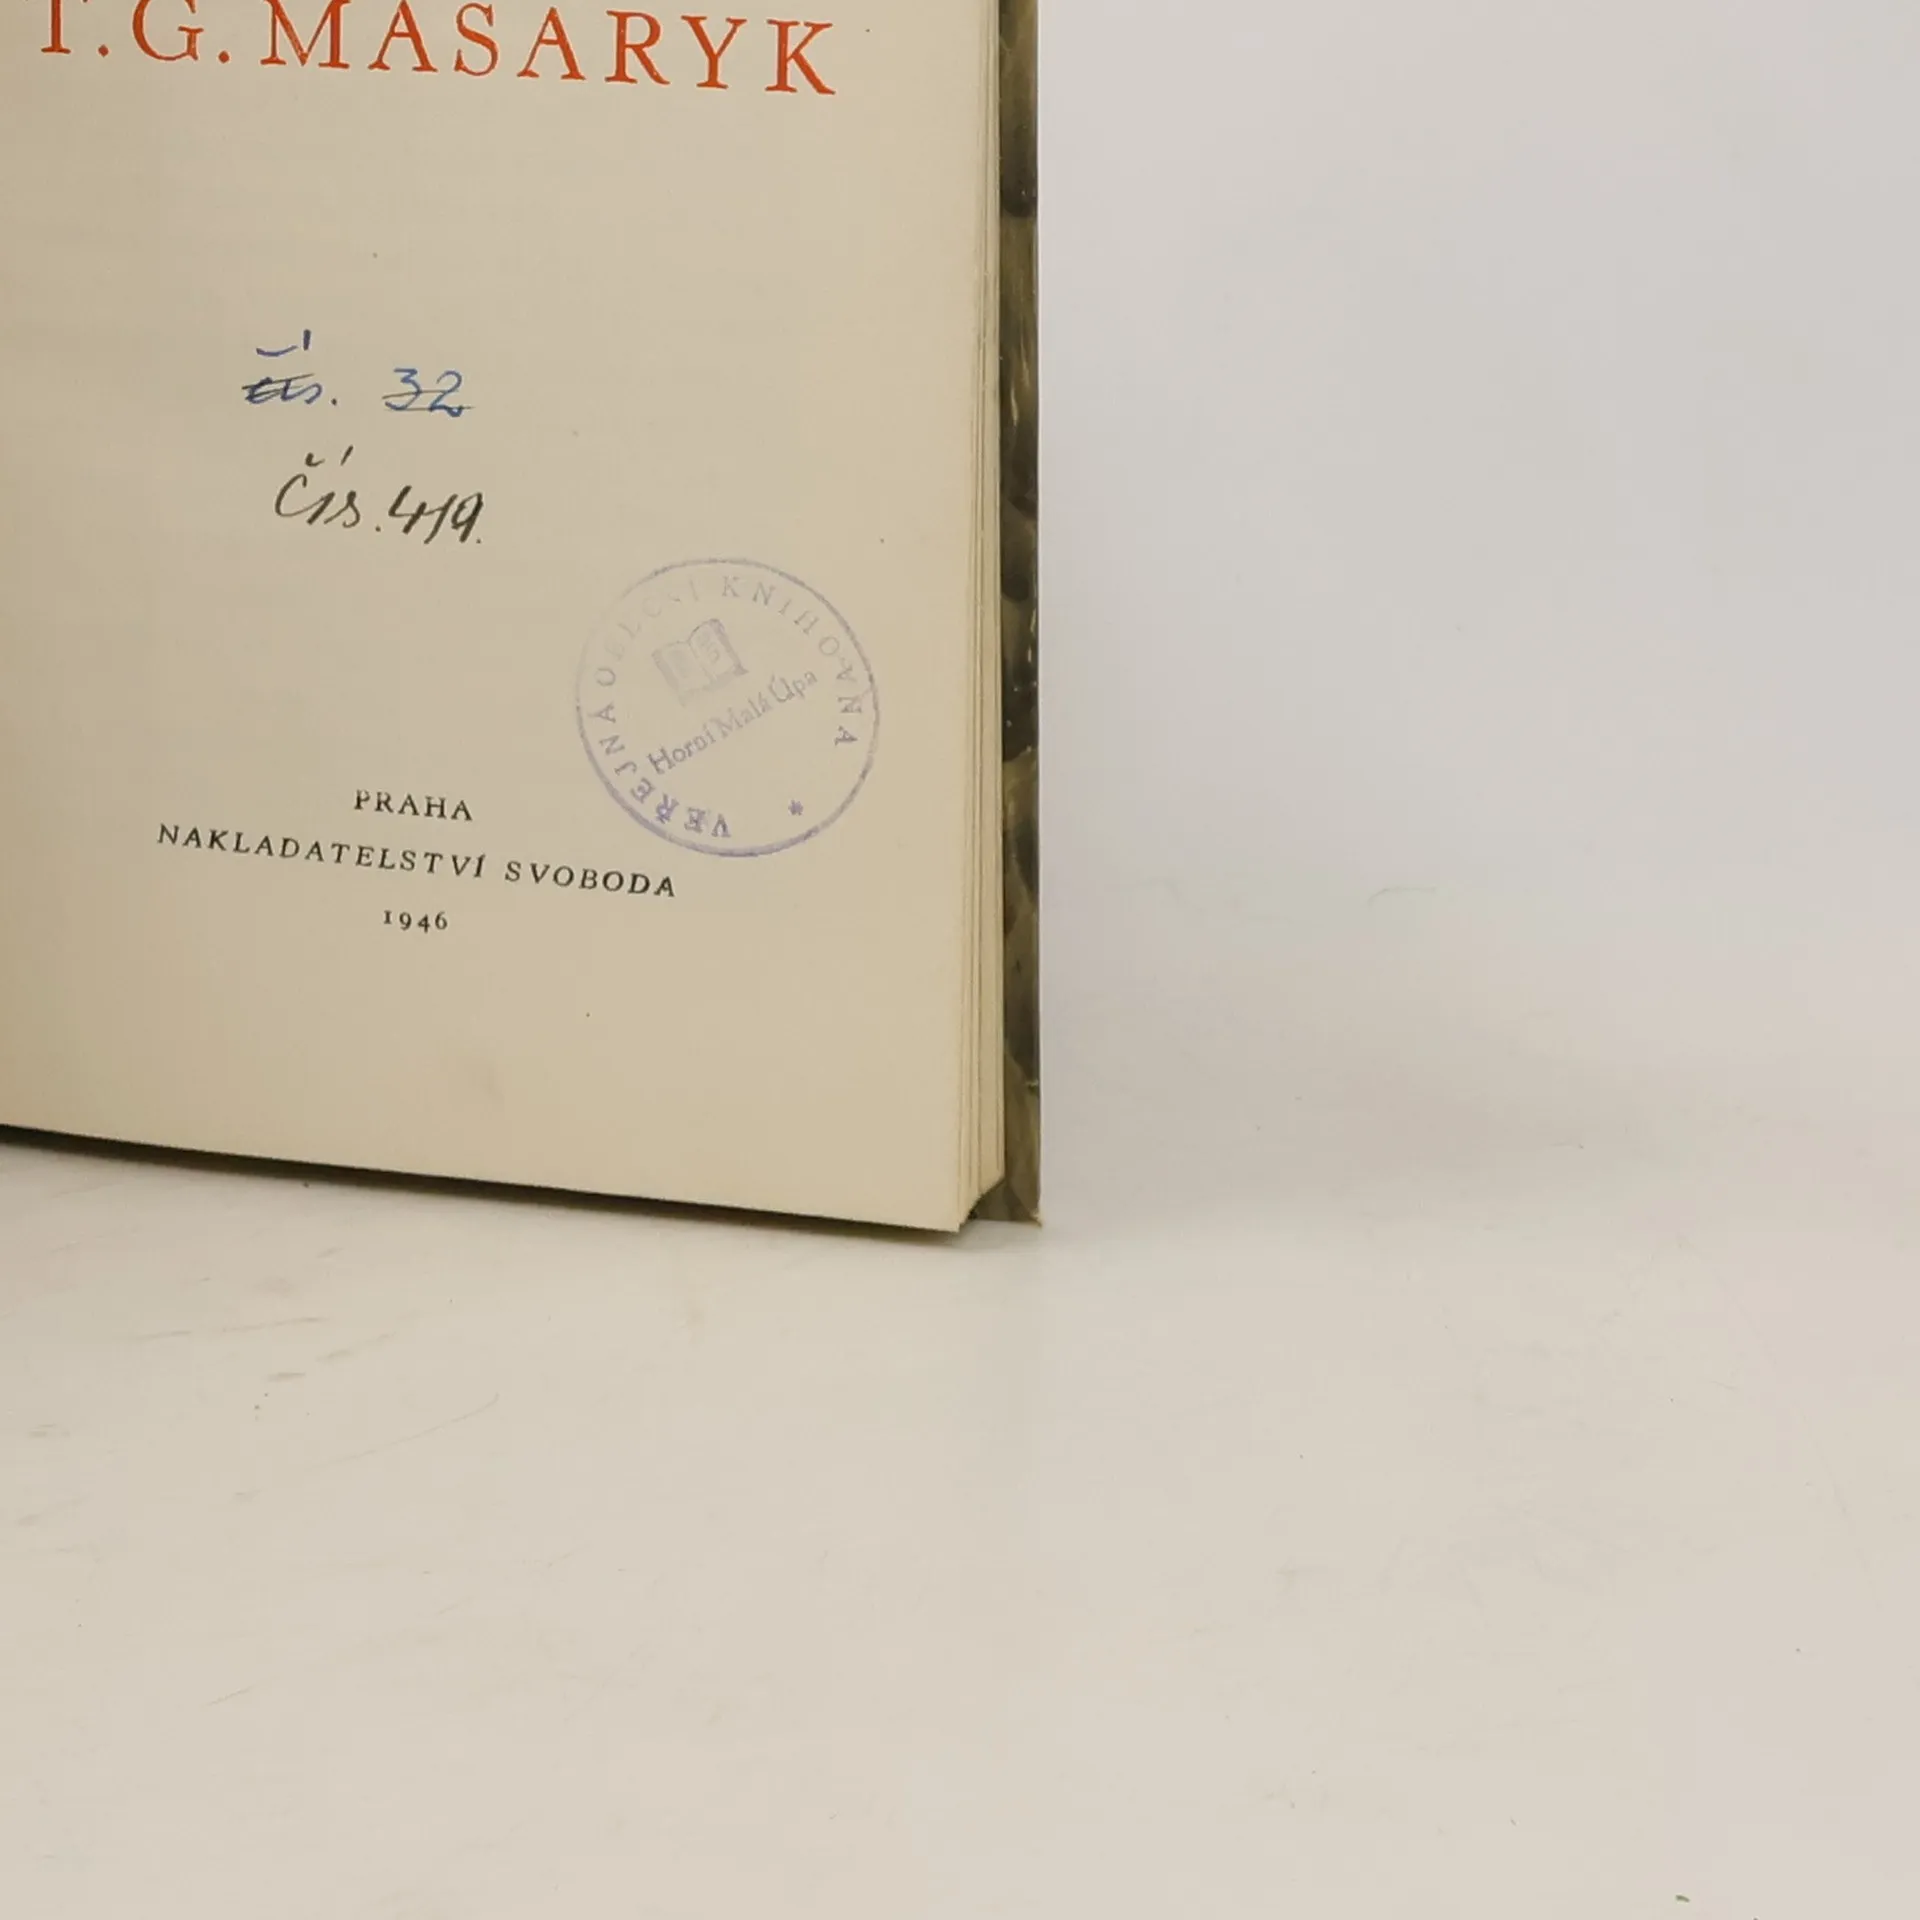 T. G. MASARYK
čís. 32
Čís. 419.
VEŘEJNÁ OBECNÍ KNIHOVNA *
Horní Malá Úpa
PRAHA
NAKLADATELSTVÍ SVOBODA
1946